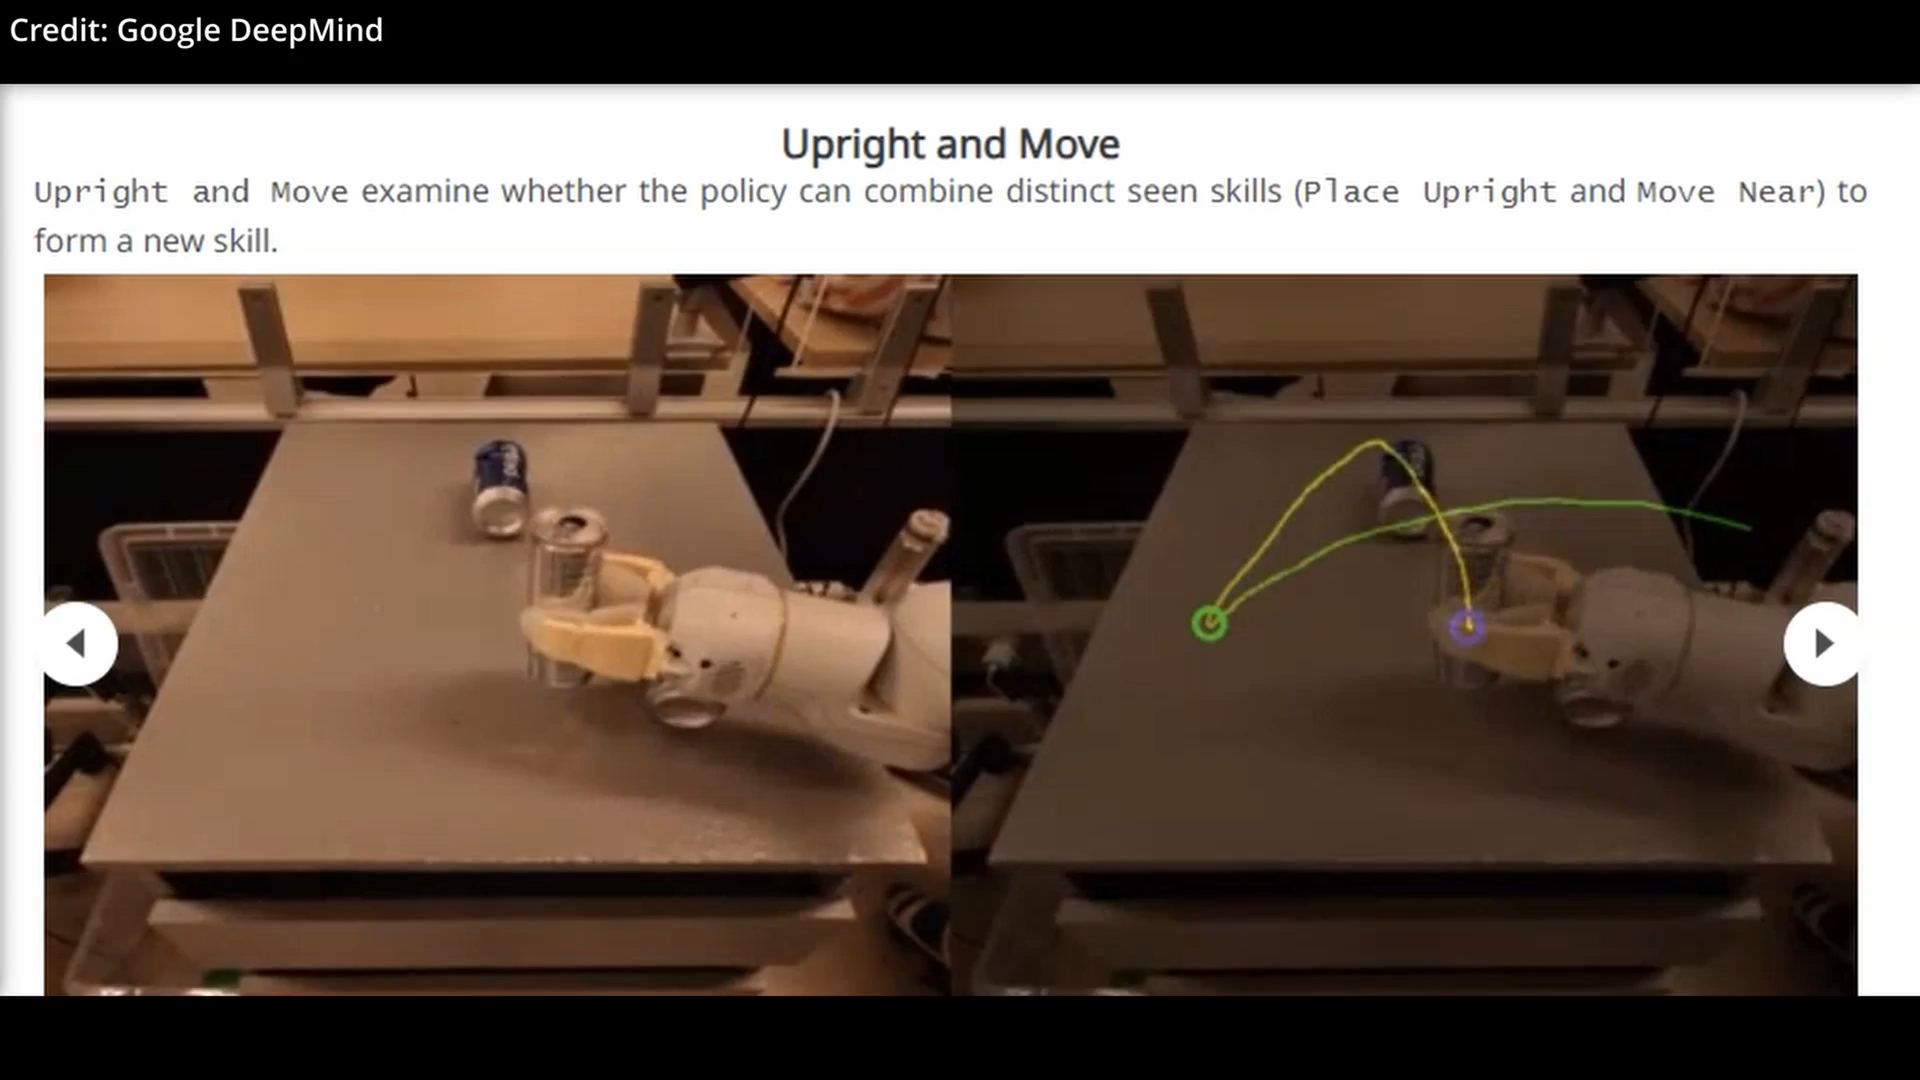 Credit: Google DeepMind
Upright and Move
Upright and Move examine whether the policy can combine distinct seen skills (Place Upright and Move Near) to
form a new skill.